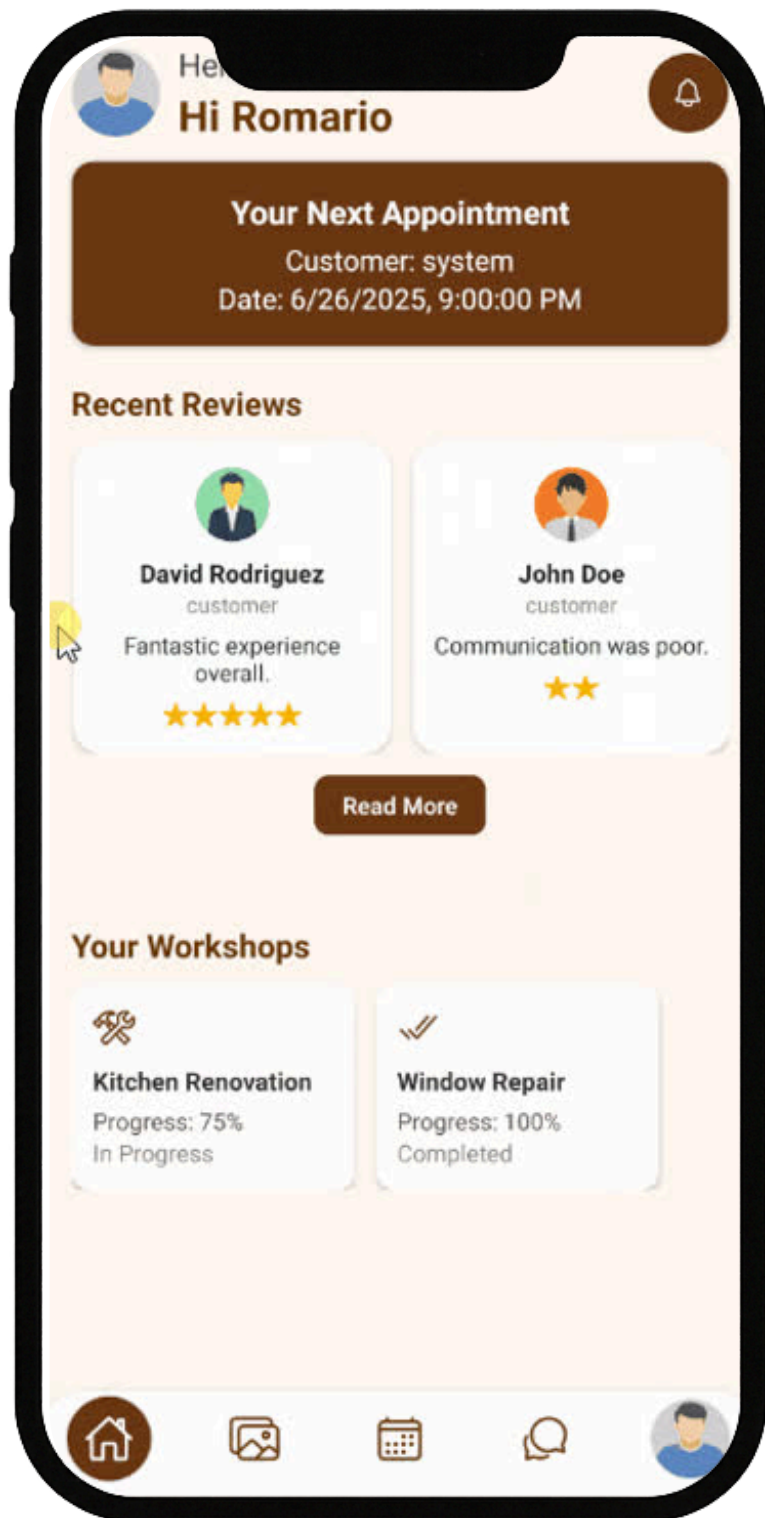 Hi Romario
Your Next Appointment
Customer: system
Date: 6/26/2025, 9:00:00 PM
Recent Reviews
David Rodriguez
customer
Fantastic experience
overall.
John Doe
customer
Communication was poor.
Read More
Your Workshops
Kitchen Renovation
Progress: 75%
In Progress
Window Repair
Progress: 100%
Completed